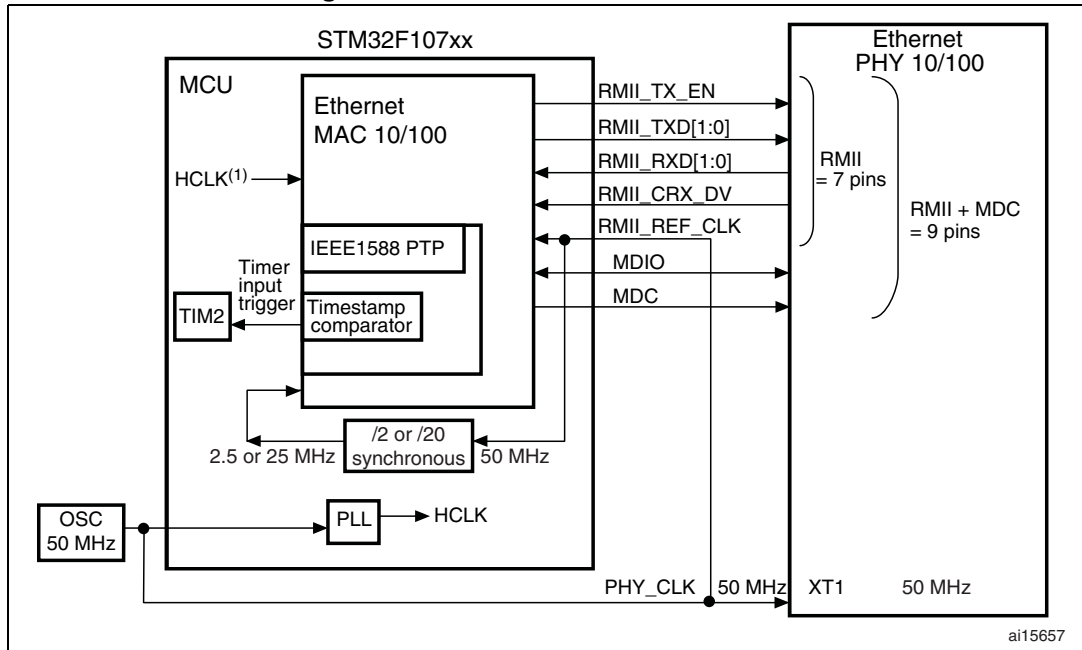 STM32F107xx
Ethernet
PHY 10/100
MCU
Ethernet
MAC 10/100
HCLK(1)
IEEE1588 PTP
Timer
input
trigger
TIM2
Timestamp
comparator
RMII_TX_EN
RMII_TXD[1:0]
RMII_RXD[1:0]
RMII_CRX_DV
RMII_REF_CLK
MDIO
MDC
RMII
= 7 pins
RMII + MDC
= 9 pins
2.5 or 25 MHz
/2 or /20
synchronous
50 MHz
OSC
50 MHz
PLL
HCLK
PHY_CLK 50 MHz
XT1 50 MHz
ai15657